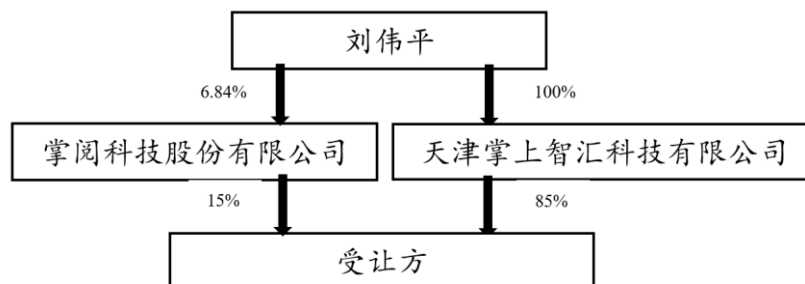 刘伟平
6.84%
100%
掌阅科技股份有限公司
天津掌上智汇科技有限公司
15%
85%
受让方